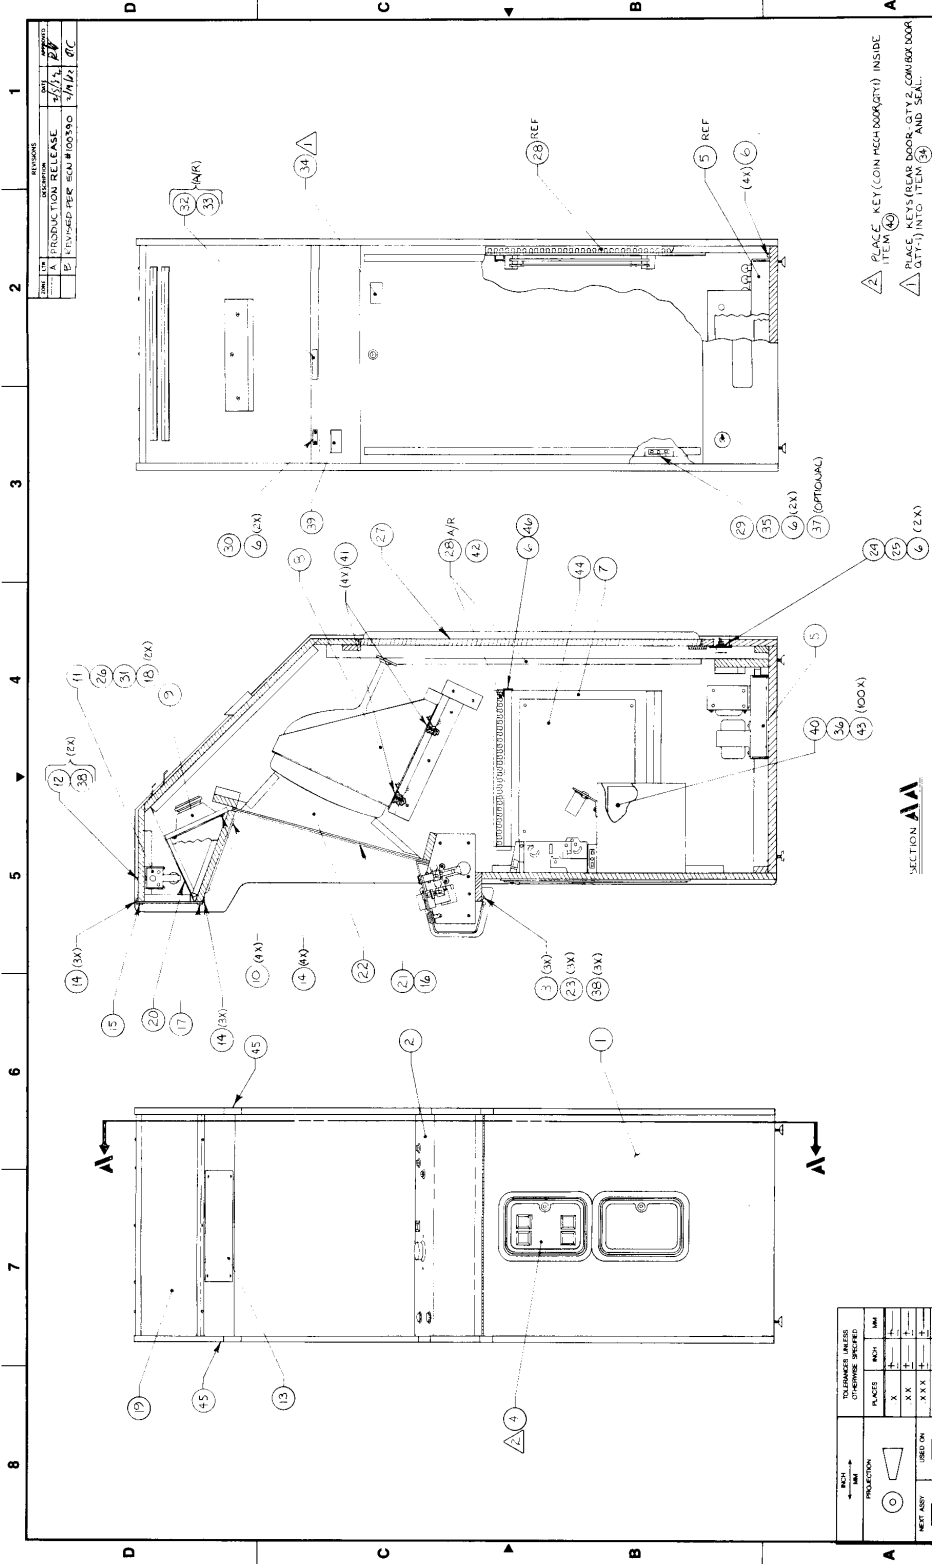 REVISIONS
ZONE LTR DESCRIPTION DATE APPROVED
A PRODUCTION RELEASE
B REVISED PER ECN #100390
D
C
B
A
1
2
3
4
5
6
7
8
32 (A/R)
33
34 1
28 REF
5 REF
(4X) 6
2 PLACE KEY (COIN MECH DOOR, QTY 1) INSIDE
ITEM 40
1 PLACE KEYS (REAR DOOR - QTY 2, COIN BOX DOOR
QTY-1) INTO ITEM 34 AND SEAL.
30
6 (2X)
39
29
35
6 (2X)
37 (OPTIONAL)
11
26
31
18 (2X)
9
8
(4X) 41
27
28 A/R
42
6 46
44
7
24
25
6 (2X)
12 (2X)
38
5
40
36
43 (100X)
14 (3X)
15
20
17
14 (3X)
10 (4X)
14 (4X)
22
21 16
3 (3X)
23 (3X)
38 (3X)
SECTION AA
45
2
1
A
A
19
45
13
2 4
INCH
MM
PROJECTION
NEXT ASSY USED ON
TOLERANCES UNLESS
OTHERWISE SPECIFIED
PLACES INCH MM
X + +
.XX + +
.XXX + +
D
C
B
A